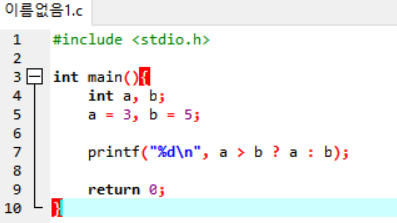 이름없음1.c
1 #include <stdio.h>
2
3 int main(){
4 int a, b;
5 a = 3, b = 5;
6
7 printf("%d\n", a > b ? a : b);
8
9 return 0;
10 }